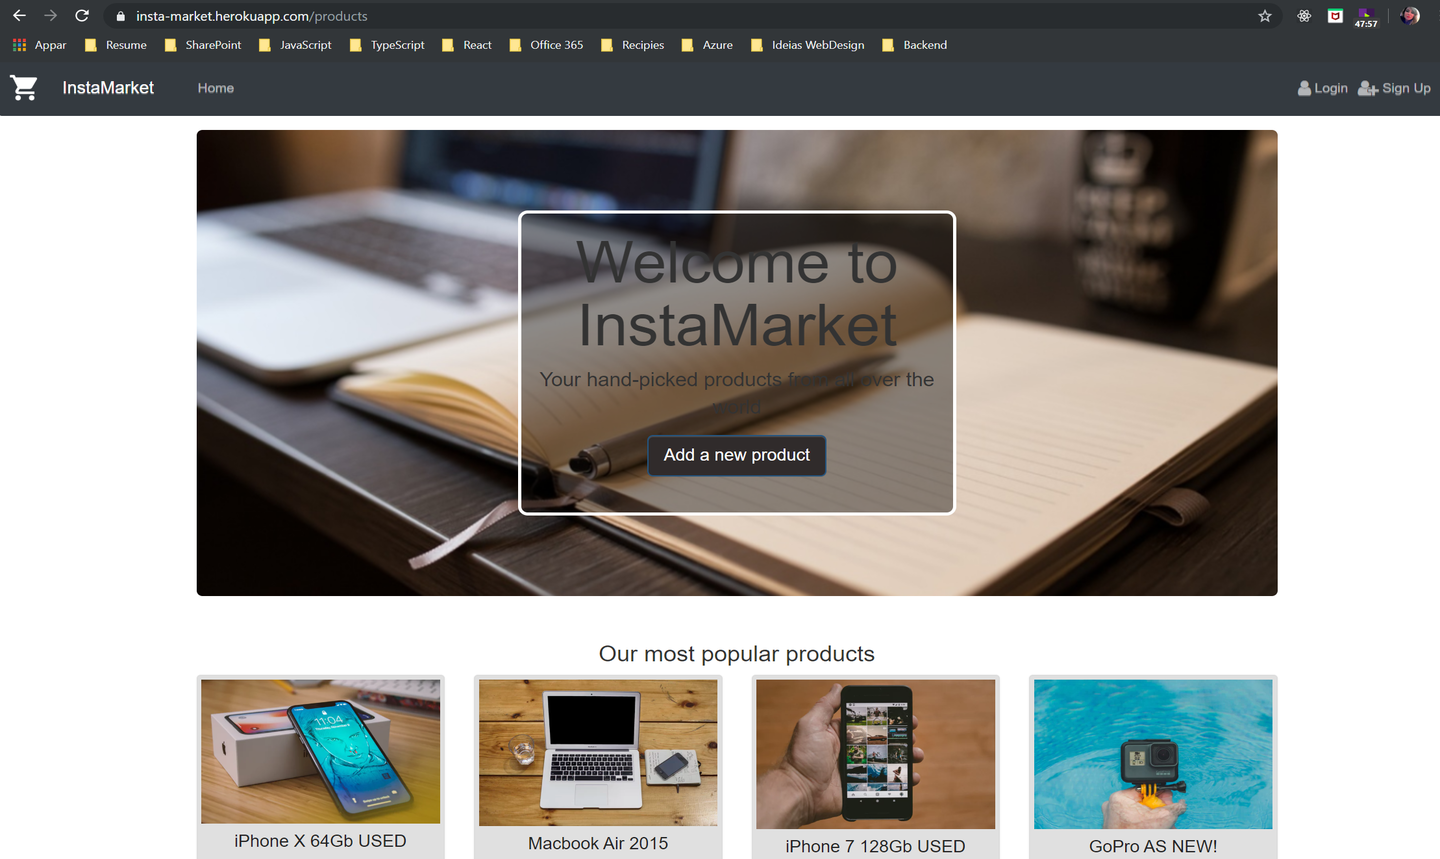 insta-market.herokuapp.com/products
47:57
Appar Resume SharePoint JavaScript TypeScript React Office 365 Recipies Azure Ideias WebDesign Backend
InstaMarket Home Login Sign Up
Welcome to
InstaMarket
Your hand-picked products from all over the
world
Add a new product
Our most popular products
11:04
iPhone X 64Gb USED
Macbook Air 2015
iPhone 7 128Gb USED
GoPro AS NEW!